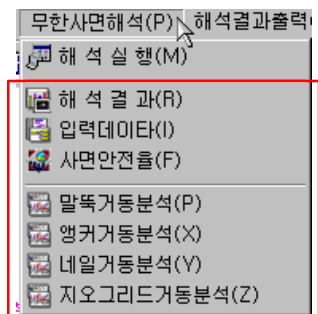 무한사면해석(P) 해석결과출력
해 석 실 행(M)
해 석 결 과(R)
입력데이타(I)
사면안전율(F)
말뚝거동분석(P)
앵커거동분석(X)
네일거동분석(Y)
지오그리드거동분석(Z)